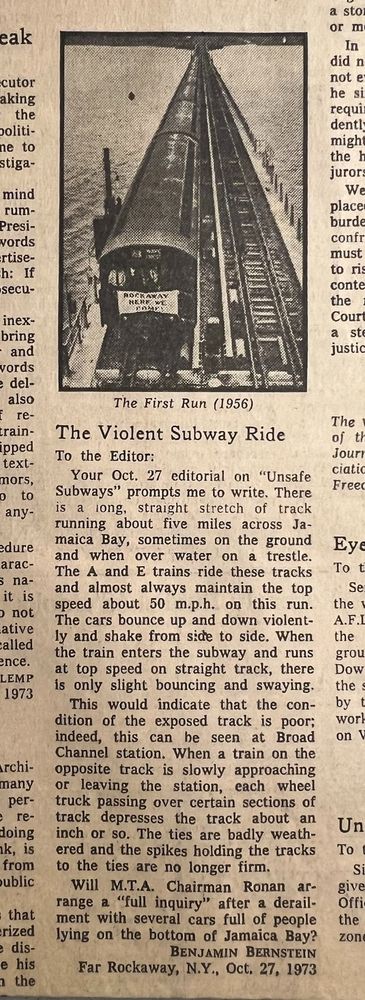 eak
ecutor
aking
the
politi-
me to
stiga-
mind
rum-
Presi-
words
ertise-
h: If
osecu-
inex-
bring
and
words
e del-
also
f re-
train-
ipped
text-
mors,
p to
any-
edure
arac-
s na-
it is
o not
ative
called
ence.
LEMP
1973
Archi-
many
per-
e re-
doing
nk, is
from
public
s that
erized
e dis-
e his
n the
ROCKAWAY
HERE WE
COME!
The First Run (1956)
The Violent Subway Ride
To the Editor:
Your Oct. 27 editorial on "Unsafe
Subways" prompts me to write. There
is a long, straight stretch of track
running about five miles across Ja-
maica Bay, sometimes on the ground
and when over water on a trestle.
The A and E trains ride these tracks
and almost always maintain the top
speed about 50 m.p.h. on this run.
The cars bounce up and down violent-
ly and shake from side to side. When
the train enters the subway and runs
at top speed on straight track, there
is only slight bouncing and swaying.
This would indicate that the con-
dition of the exposed track is poor;
indeed, this can be seen at Broad
Channel station. When a train on the
opposite track is slowly approaching
or leaving the station, each wheel
truck passing over certain sections of
track depresses the track about an
inch or so. The ties are badly weath-
ered and the spikes holding the tracks
to the ties are no longer firm.
Will M.T.A. Chairman Ronan ar-
range a "full inquiry" after a derail-
ment with several cars full of people
lying on the bottom of Jamaica Bay?
BENJAMIN BERNSTEIN
Far Rockaway, N.Y., Oct. 27, 1973
a stor
or mo
In
did n
not ev
he si
requir
dently
might
the h
jurors
We
place
burde
confr
must
to ris
conte
the
Court
a ste
justic
The
of th
Journ
ciatio
Freed
Eye
To t
Se
the v
A.F.L
the
grou
Down
the s
by t
work
on V
Un
To t
Si
give
Offic
the
zone